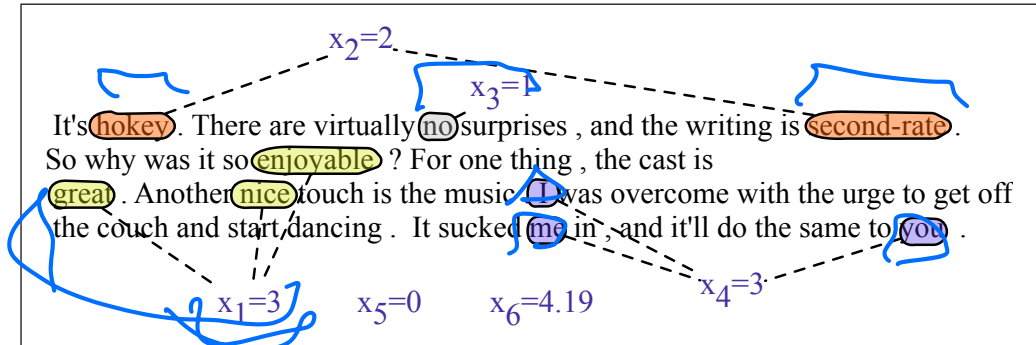 x2=2
x3=1
It's hokey . There are virtually no surprises , and the writing is second-rate .
So why was it so enjoyable ? For one thing , the cast is
great . Another nice touch is the music . I was overcome with the urge to get off
the couch and start dancing . It sucked me in , and it'll do the same to you .
x1=3 x5=0 x6=4.19 x4=3